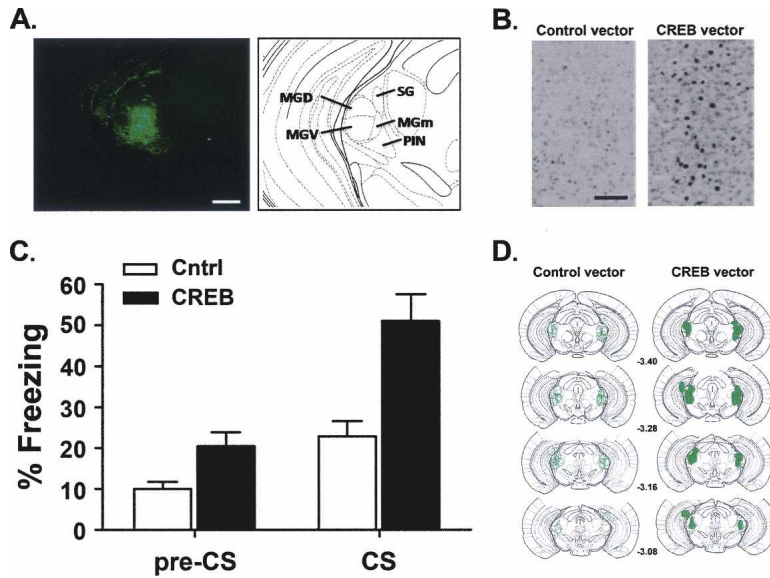 A.
MGD
MGV
SG
MGm
PIN
B.
Control vector
CREB vector
C.
Cntrl
CREB
% Freezing
60
50
40
30
20
10
0
pre-CS
CS
D.
Control vector
CREB vector
-3.40
-3.28
-3.16
-3.08